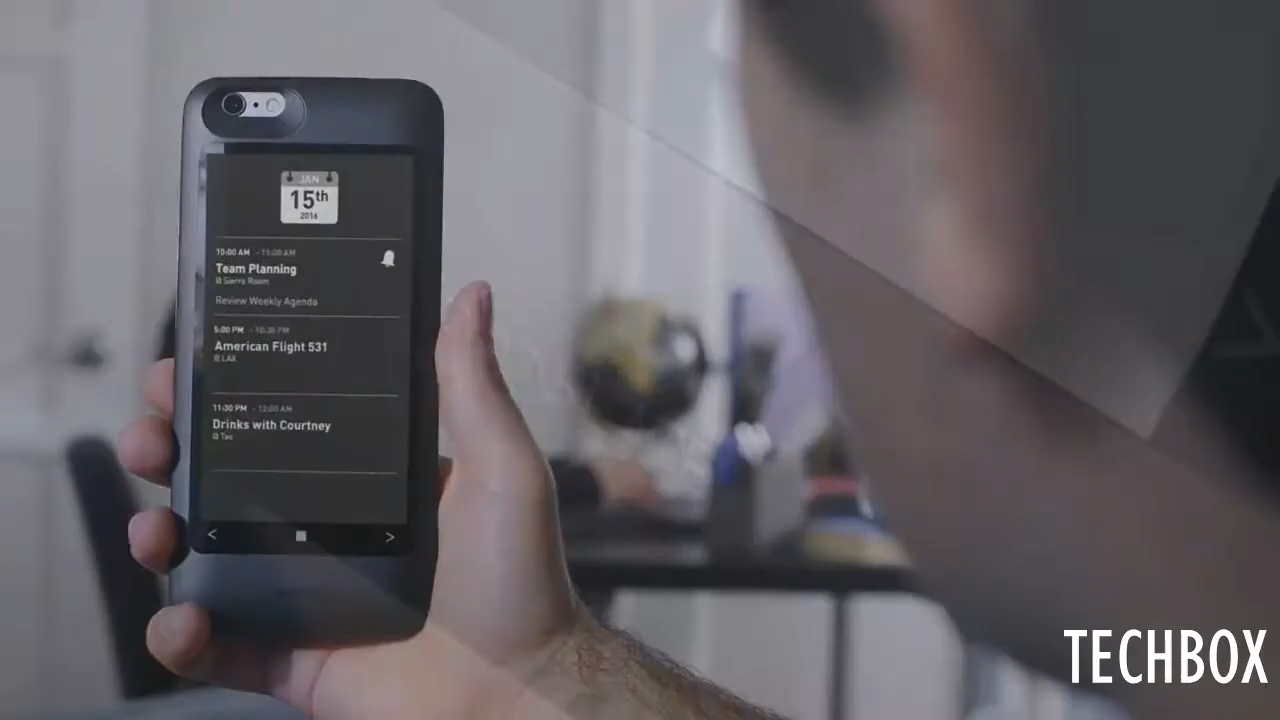 JAN
15th
2016
10:00 AM - 11:00 AM
Team Planning
@ Sierra Room
Review Weekly Agenda
5:00 PM - 10:30 PM
American Flight 531
@ LAX
11:30 PM - 12:00 AM
Drinks with Courtney
@ Tao
< >
TECHBOX